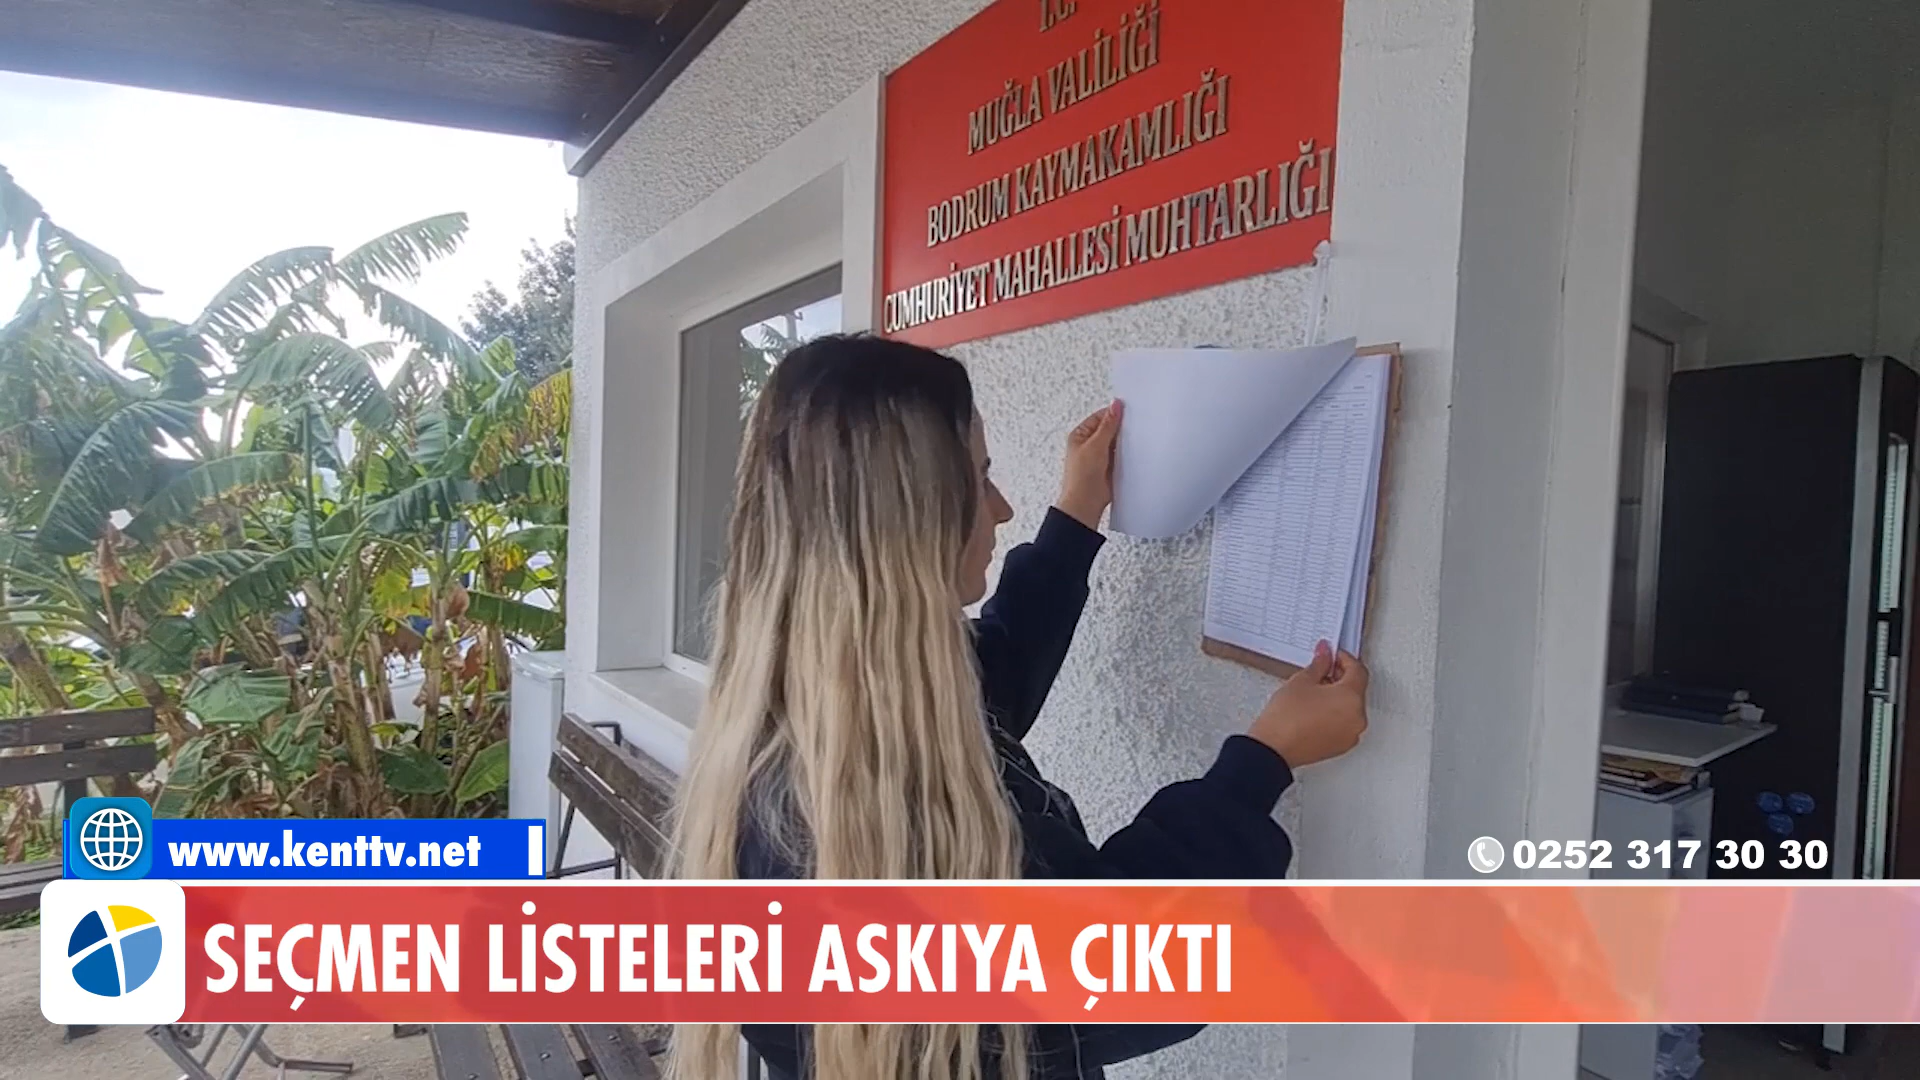 T.C.
MUĞLA VALİLİĞİ
BODRUM KAYMAKAMLIĞI
CUMHURİYET MAHALLESİ MUHTARLIĞI
www.kenttv.net
0252 317 30 30
SEÇMEN LİSTELERİ ASKIYA ÇIKTI